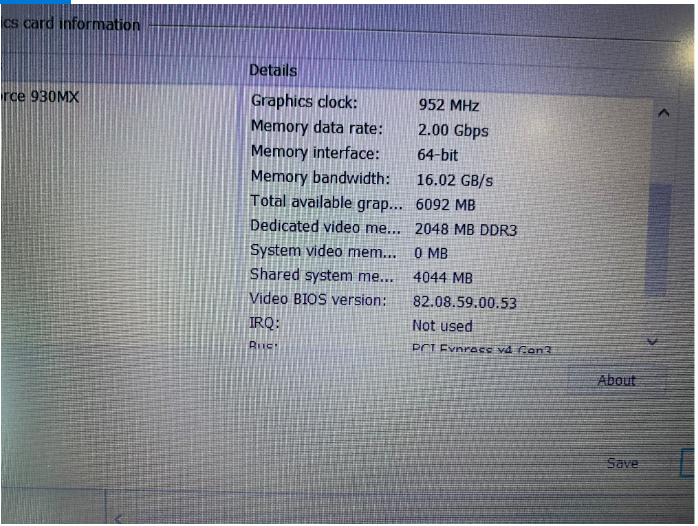 ics card information
Details
rce 930MX
Graphics clock: 952 MHz
Memory data rate: 2.00 Gbps
Memory interface: 64-bit
Memory bandwidth: 16.02 GB/s
Total available grap... 6092 MB
Dedicated video me... 2048 MB DDR3
System video mem... 0 MB
Shared system me... 4044 MB
Video BIOS version: 82.08.59.00.53
IRQ: Not used
Bus: PCI Express x4 Gen3
About
Save